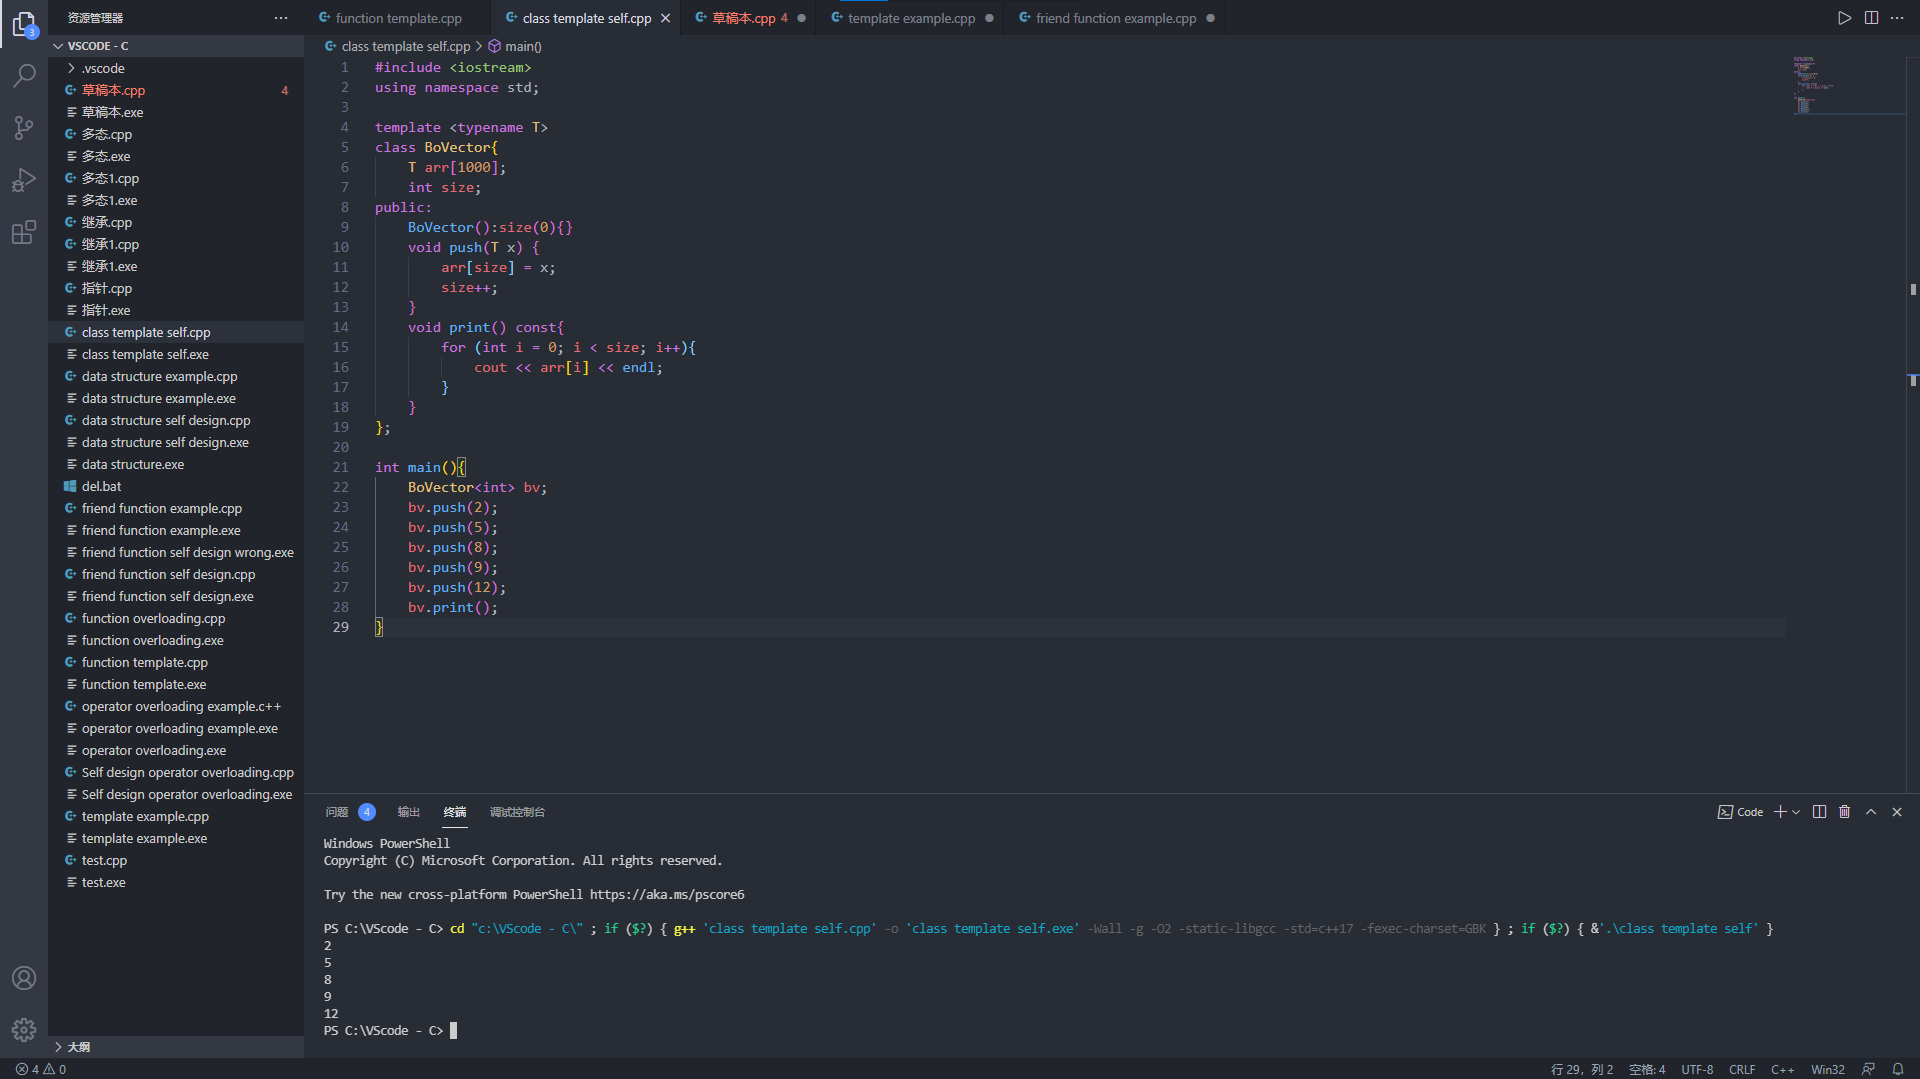 资源管理器
function template.cpp
class template self.cpp
草稿本.cpp 4
template example.cpp
friend function example.cpp
3
VSCODE - C
.vscode
草稿本.cpp 4
草稿本.exe
多态.cpp
多态.exe
多态1.cpp
多态1.exe
继承.cpp
继承1.cpp
继承1.exe
指针.cpp
指针.exe
class template self.cpp
class template self.exe
data structure example.cpp
data structure example.exe
data structure self design.cpp
data structure self design.exe
data structure.exe
del.bat
friend function example.cpp
friend function example.exe
friend function self design wrong.exe
friend function self design.cpp
friend function self design.exe
function overloading.cpp
function overloading.exe
function template.cpp
function template.exe
operator overloading example.c++
operator overloading example.exe
operator overloading.exe
Self design operator overloading.cpp
Self design operator overloading.exe
template example.cpp
template example.exe
test.cpp
test.exe
大纲
class template self.cpp > main()
1 #include <iostream>
2 using namespace std;
3
4 template <typename T>
5 class BoVector{
6 T arr[1000];
7 int size;
8 public:
9 BoVector():size(0){}
10 void push(T x) {
11 arr[size] = x;
12 size++;
13 }
14 void print() const{
15 for (int i = 0; i < size; i++){
16 cout << arr[i] << endl;
17 }
18 }
19 };
20
21 int main(){
22 BoVector<int> bv;
23 bv.push(2);
24 bv.push(5);
25 bv.push(8);
26 bv.push(9);
27 bv.push(12);
28 bv.print();
29 }
问题 4 输出 终端 调试控制台
Code
Windows PowerShell
Copyright (C) Microsoft Corporation. All rights reserved.
Try the new cross-platform PowerShell https://aka.ms/pscore6
PS C:\VScode - C> cd "c:\VScode - C\" ; if ($?) { g++ 'class template self.cpp' -o 'class template self.exe' -Wall -g -O2 -static-libgcc -std=c++17 -fexec-charset=GBK } ; if ($?) { &'.\class template self' }
2
5
8
9
12
PS C:\VScode - C>
4 0
行 29，列 2 空格: 4 UTF-8 CRLF C++ Win32